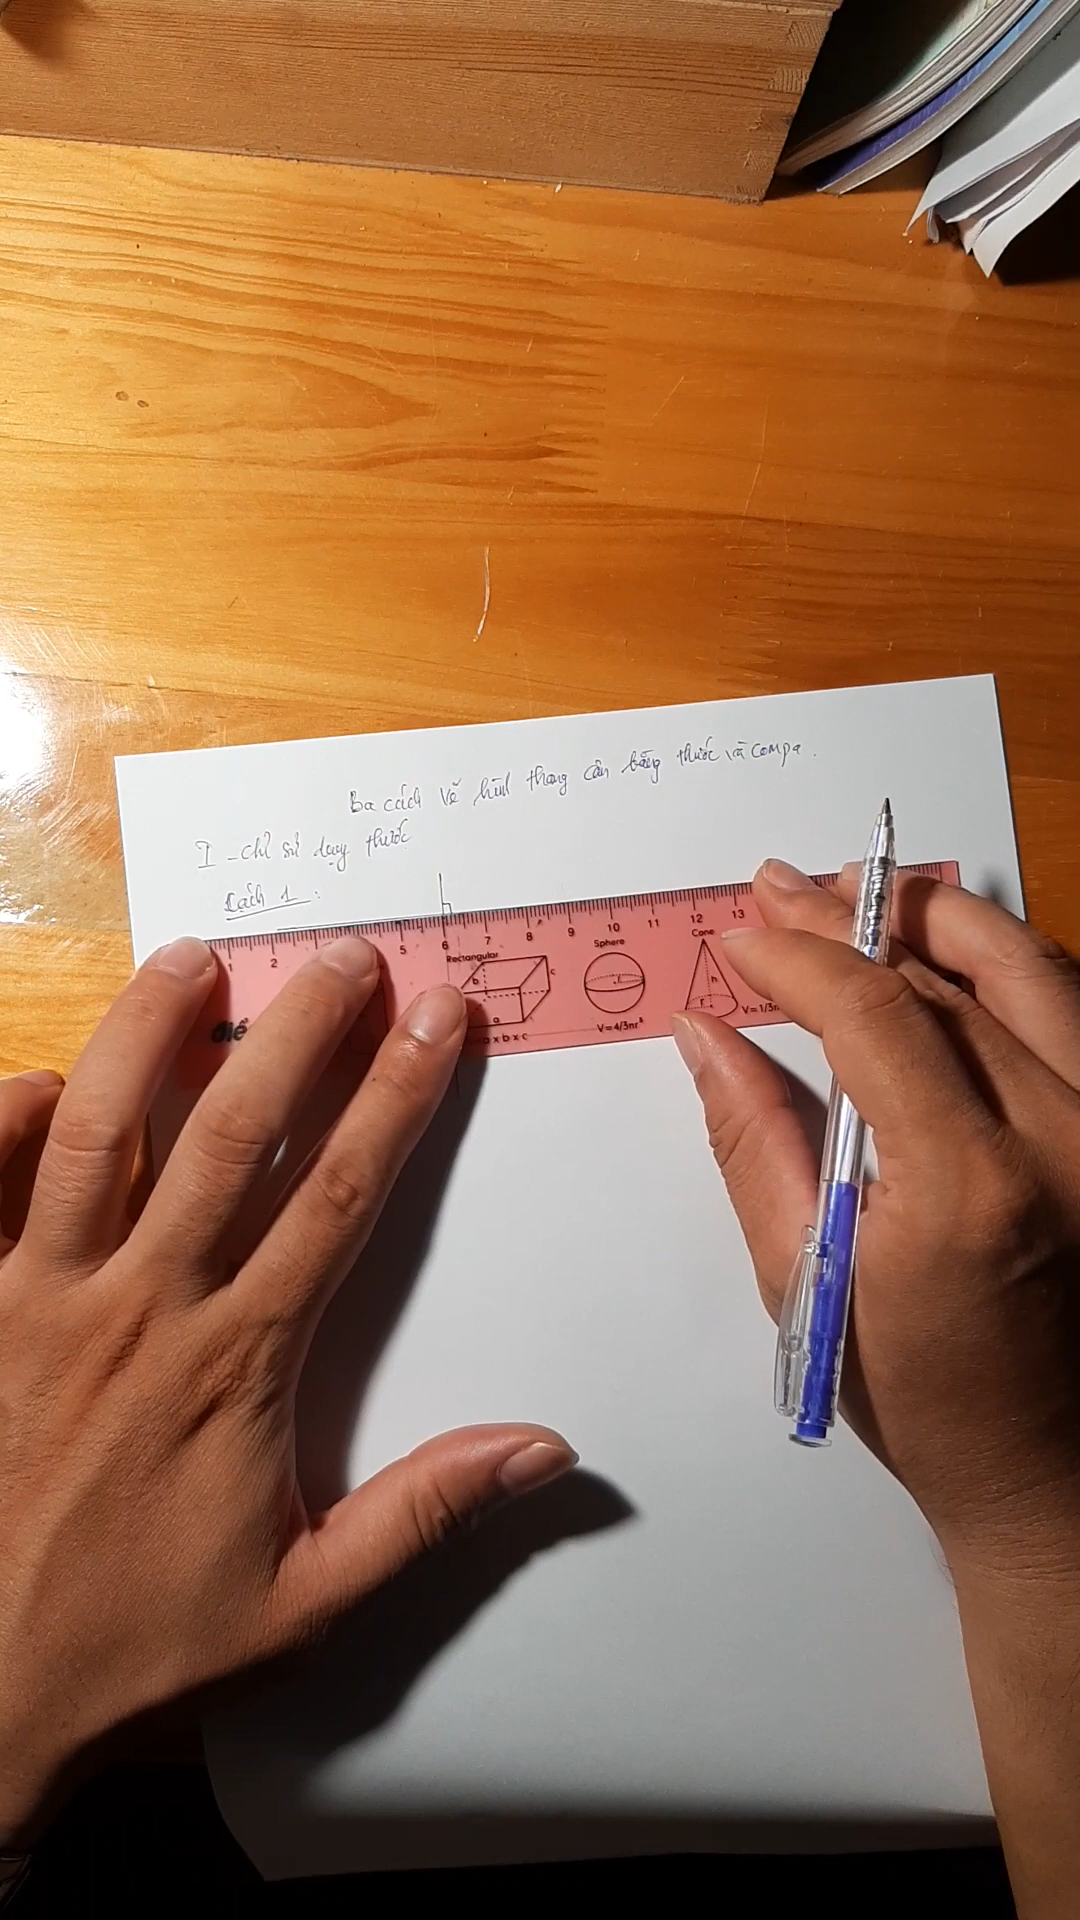 Ba cách vẽ hình thang cân bằng thước và compa.
I - chỉ sử dụng thước
Cách 1:
1 2 5 6 7 8 9 10 11 12 13
Rectangular
Sphere
Cone
b
c
a
r
h
r
a x b x c
V=4/3πr³
điể